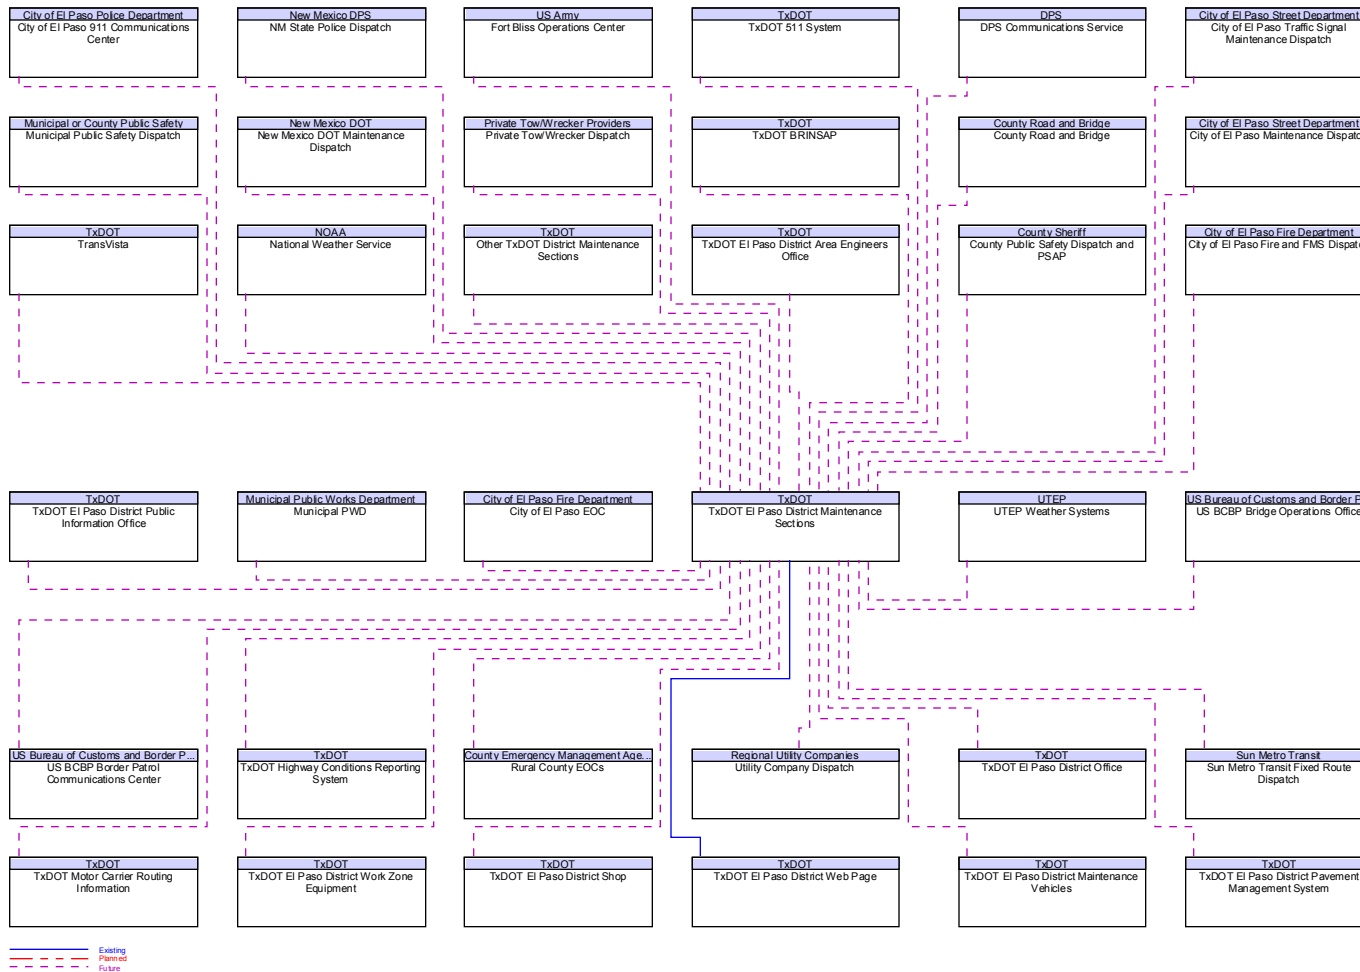 City of El Paso Police Department
City of El Paso 911 Communications
Center
New Mexico DPS
NM State Police Dispatch
US Army
Fort Bliss Operations Center
TxDOT
TxDOT 511 System
DPS
DPS Communications Service
City of El Paso Street Department
City of El Paso Traffic Signal
Maintenance Dispatch
Municipal or County Public Safety
Municipal Public Safety Dispatch
New Mexico DOT
New Mexico DOT Maintenance
Dispatch
Private Tow/Wrecker Providers
Private Tow/Wrecker Dispatch
TxDOT
TxDOT BRINSAP
County Road and Bridge
County Road and Bridge
City of El Paso Street Department
City of El Paso Maintenance Dispatc
TxDOT
TransVista
NOAA
National Weather Service
TxDOT
Other TxDOT District Maintenance
Sections
TxDOT
TxDOT El Paso District Area Engineers
Office
County Sheriff
County Public Safety Dispatch and
PSAP
City of El Paso Fire Department
City of El Paso Fire and FMS Dispatc
TxDOT
TxDOT El Paso District Public
Information Office
Municipal Public Works Department
Municipal PWD
City of El Paso Fire Department
City of El Paso EOC
TxDOT
TxDOT El Paso District Maintenance
Sections
UTEP
UTEP Weather Systems
US Bureau of Customs and Border P
US BCBP Bridge Operations Office
US Bureau of Customs and Border P...
US BCBP Border Patrol
Communications Center
TxDOT
TxDOT Highway Conditions Reporting
System
County Emergency Management Age...
Rural County EOCs
Regional Utility Companies
Utility Company Dispatch
TxDOT
TxDOT El Paso District Office
Sun Metro Transit
Sun Metro Transit Fixed Route
Dispatch
TxDOT
TxDOT Motor Carrier Routing
Information
TxDOT
TxDOT El Paso District Work Zone
Equipment
TxDOT
TxDOT El Paso District Shop
TxDOT
TxDOT El Paso District Web Page
TxDOT
TxDOT El Paso District Maintenance
Vehicles
TxDOT
TxDOT El Paso District Pavement
Management System
Existing
Planned
Future